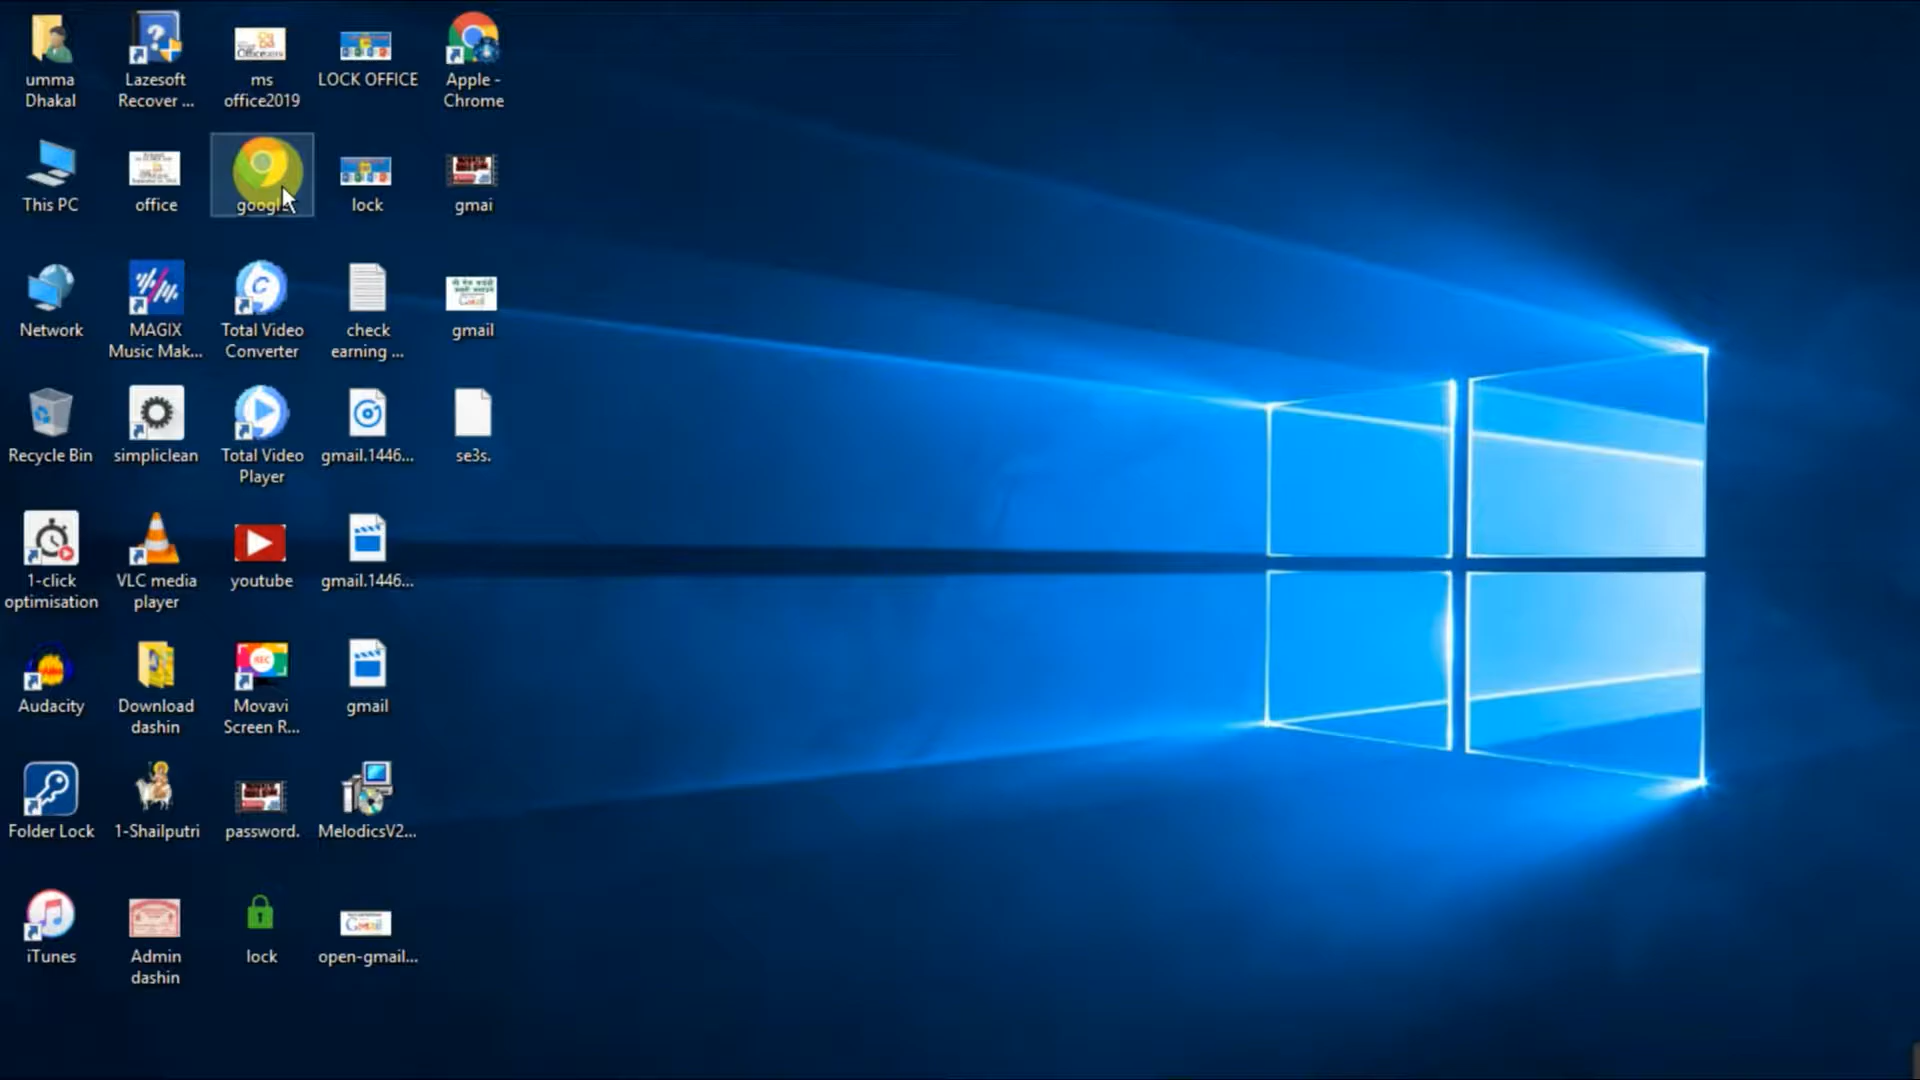 umma
Dhakal
Lazesoft
Recover ...
ms
office2019
LOCK OFFICE
Apple -
Chrome
This PC
office
google
lock
gmai
Network
MAGIX
Music Mak...
Total Video
Converter
check
earning ...
gmail
Recycle Bin
simpliclean
Total Video
Player
gmail.1446...
se3s.
1-click
optimisation
VLC media
player
youtube
gmail.1446...
Audacity
Download
dashin
REC
Movavi
Screen R...
gmail
Folder Lock
1-Shailputri
password.
MelodicsV2...
iTunes
Admin
dashin
lock
Gmail
open-gmail...